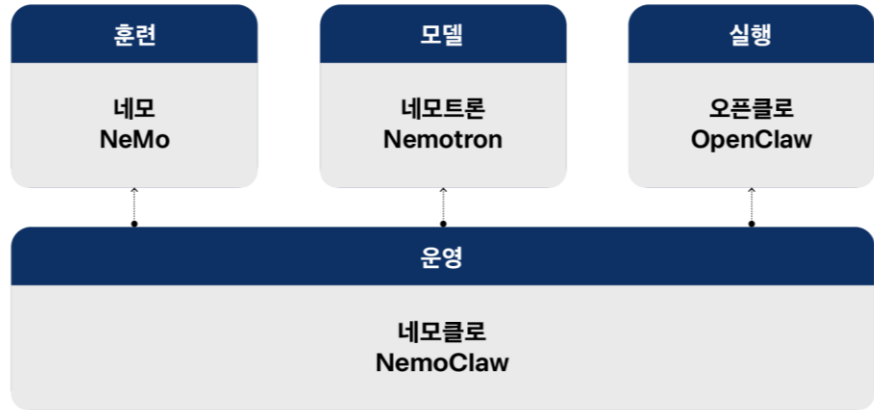 훈련
네모
NeMo
모델
네모트론
Nemotron
실행
오픈클로
OpenClaw
운영
네모클로
NemoClaw